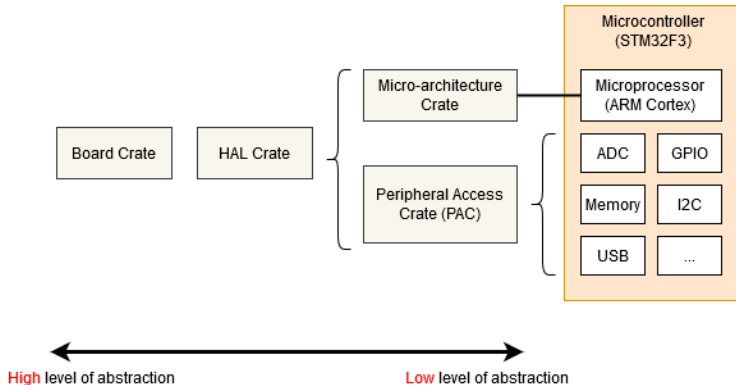 Microcontroller
(STM32F3)
Micro-architecture
Crate
Microprocessor
(ARM Cortex)
Board Crate
HAL Crate
Peripheral Access
Crate (PAC)
ADC
GPIO
Memory
I2C
USB
...
High level of abstraction
Low level of abstraction